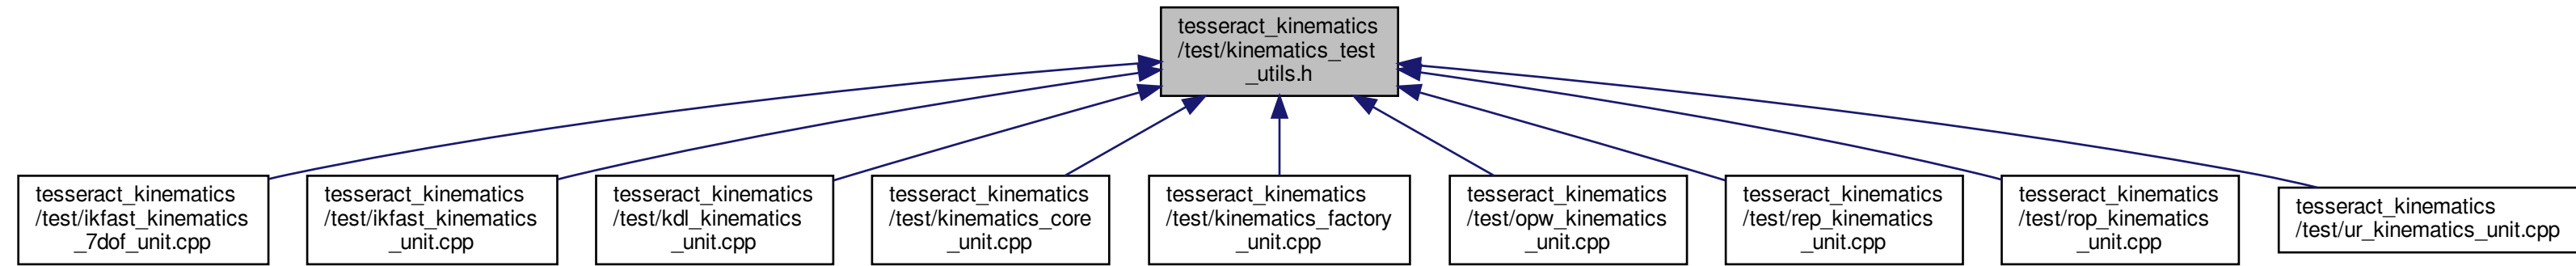 tesseract_kinematics
/test/kinematics_test
_utils.h
tesseract_kinematics
/test/ikfast_kinematics
_7dof_unit.cpp
tesseract_kinematics
/test/ikfast_kinematics
_unit.cpp
tesseract_kinematics
/test/kdl_kinematics
_unit.cpp
tesseract_kinematics
/test/kinematics_core
_unit.cpp
tesseract_kinematics
/test/kinematics_factory
_unit.cpp
tesseract_kinematics
/test/opw_kinematics
_unit.cpp
tesseract_kinematics
/test/rep_kinematics
_unit.cpp
tesseract_kinematics
/test/rop_kinematics
_unit.cpp
tesseract_kinematics
/test/ur_kinematics_unit.cpp